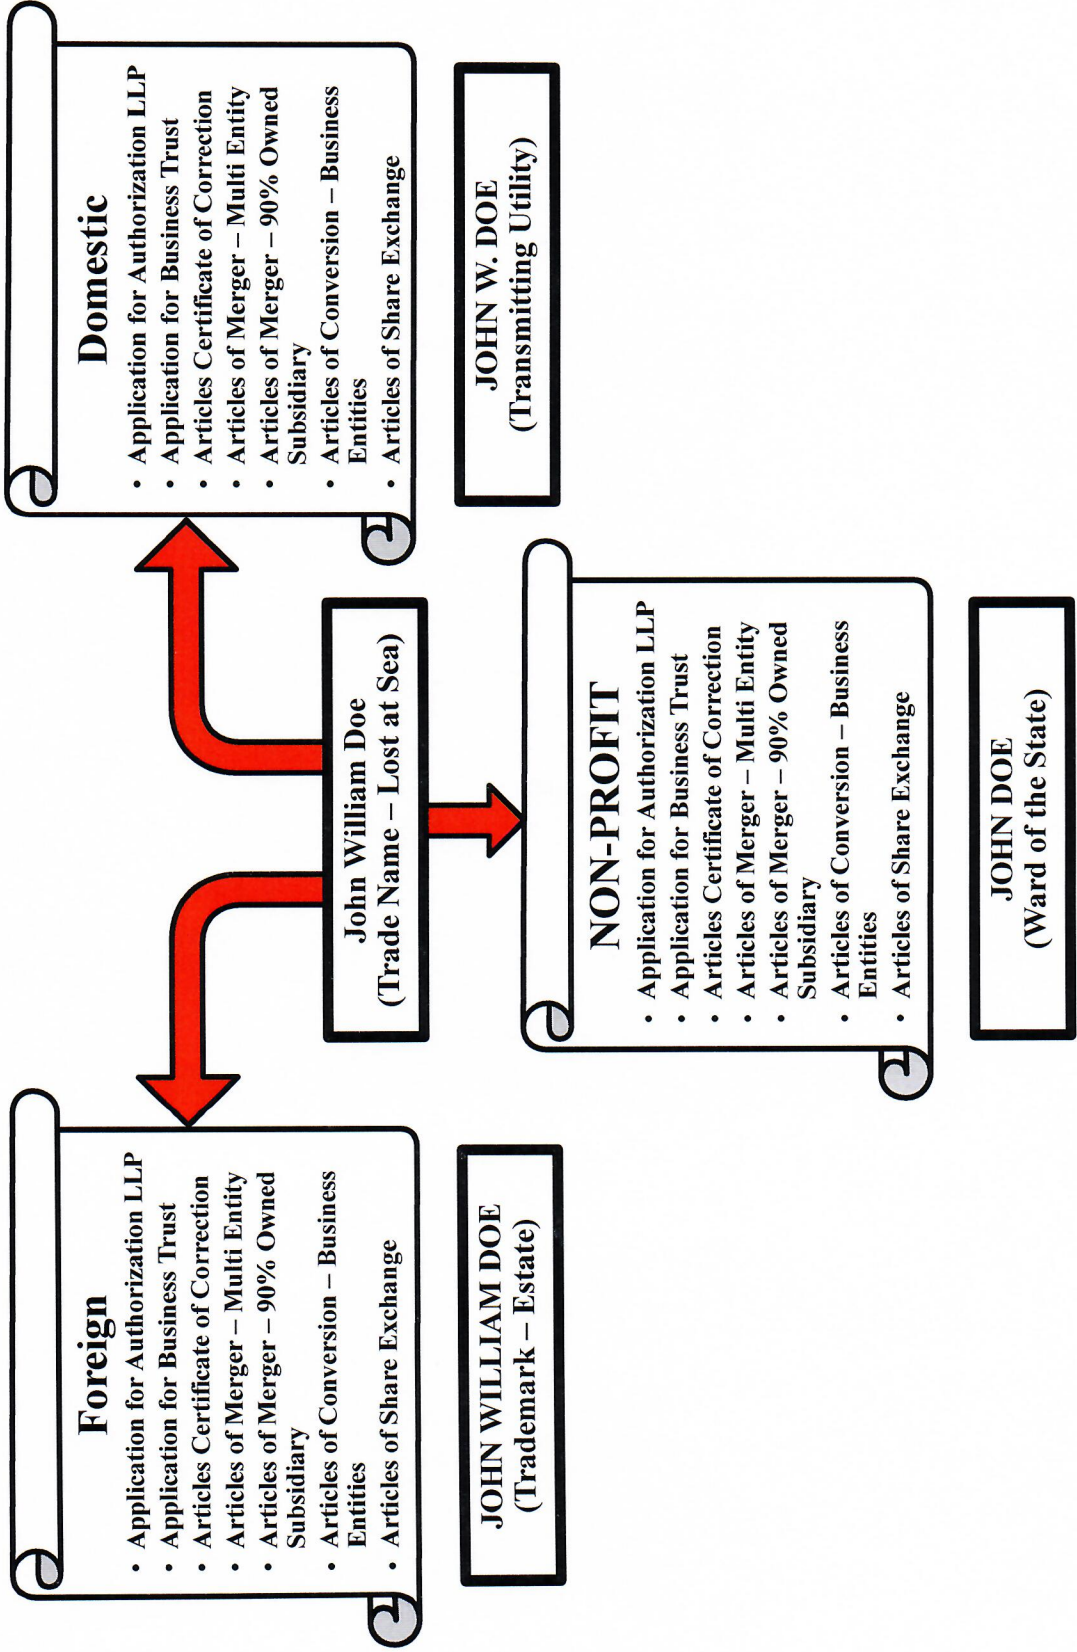 Foreign
• Application for Authorization LLP
• Application for Business Trust
• Articles Certificate of Correction
• Articles of Merger – Multi Entity
• Articles of Merger – 90% Owned
Subsidiary
• Articles of Conversion – Business
Entities
• Articles of Share Exchange
JOHN WILLIAM DOE
(Trademark – Estate)
John William Doe
(Trade Name – Lost at Sea)
Domestic
• Application for Authorization LLP
• Application for Business Trust
• Articles Certificate of Correction
• Articles of Merger – Multi Entity
• Articles of Merger – 90% Owned
Subsidiary
• Articles of Conversion – Business
Entities
• Articles of Share Exchange
JOHN W. DOE
(Transmitting Utility)
NON-PROFIT
• Application for Authorization LLP
• Application for Business Trust
• Articles Certificate of Correction
• Articles of Merger – Multi Entity
• Articles of Merger – 90% Owned
Subsidiary
• Articles of Conversion – Business
Entities
• Articles of Share Exchange
JOHN DOE
(Ward of the State)